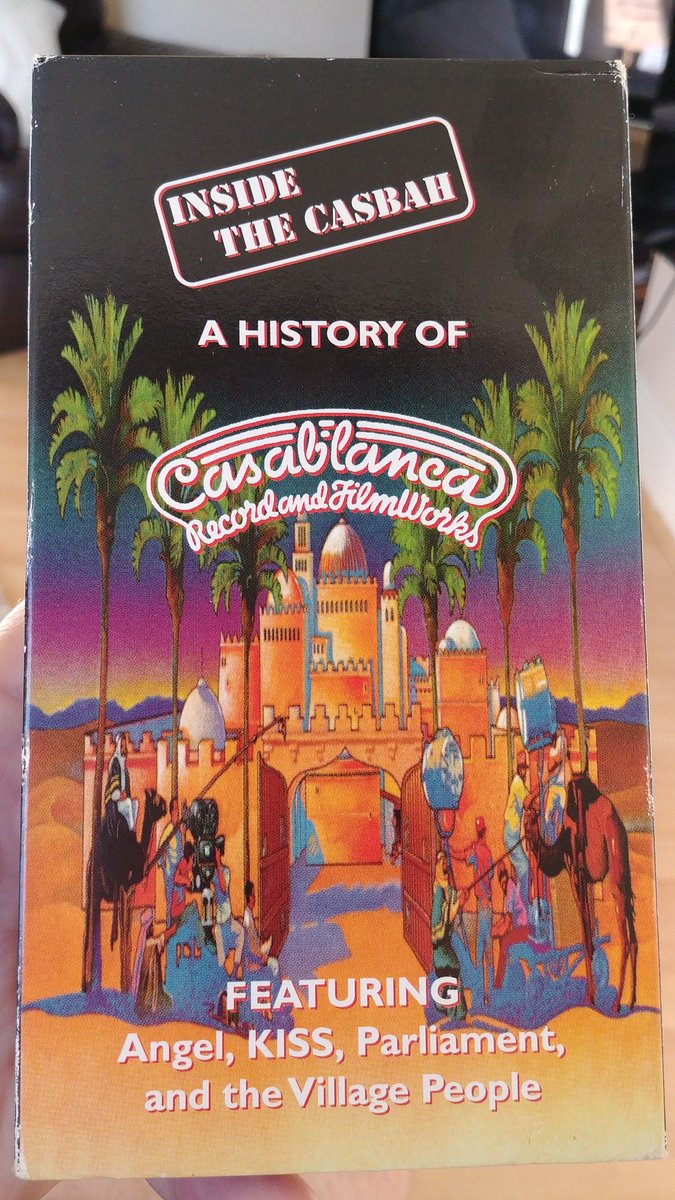 INSIDE
THE CASBAH
A HISTORY OF
Casablanca
Record and FilmWorks
FEATURING
Angel, KISS, Parliament,
and the Village People